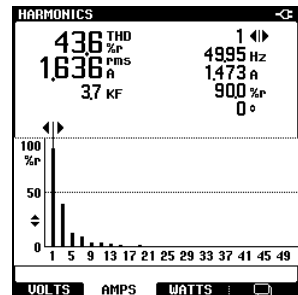 HARMONICS
43.6 THD %r
1 ◂▸
1.636 rms A
49.95 Hz
1.473 A
3.7 KF
90.0 %r
0 °
100
%r
50
0
1 5 9 13 17 21 25 29 33 37 41 45 49
VOLTS AMPS WATTS